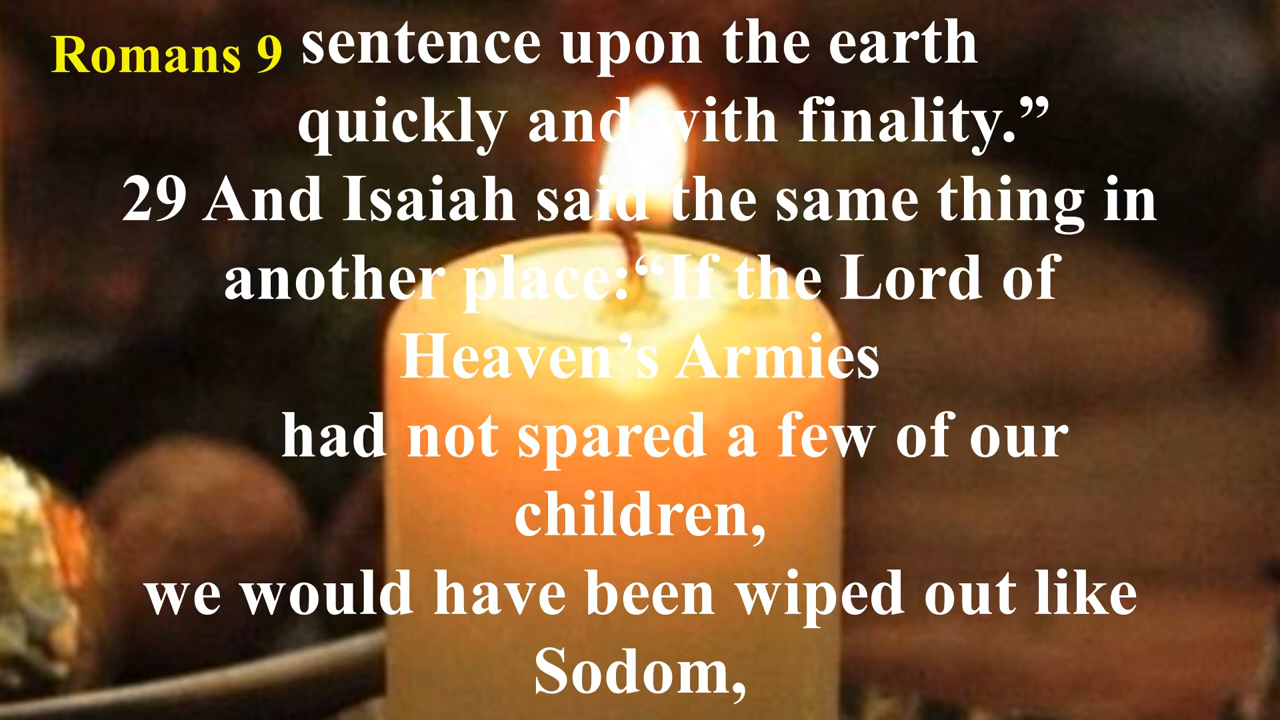 Romans 9
sentence upon the earth
quickly and with finality.”
29 And Isaiah said the same thing in
another place:“If the Lord of
Heaven’s Armies
had not spared a few of our
children,
we would have been wiped out like
Sodom,